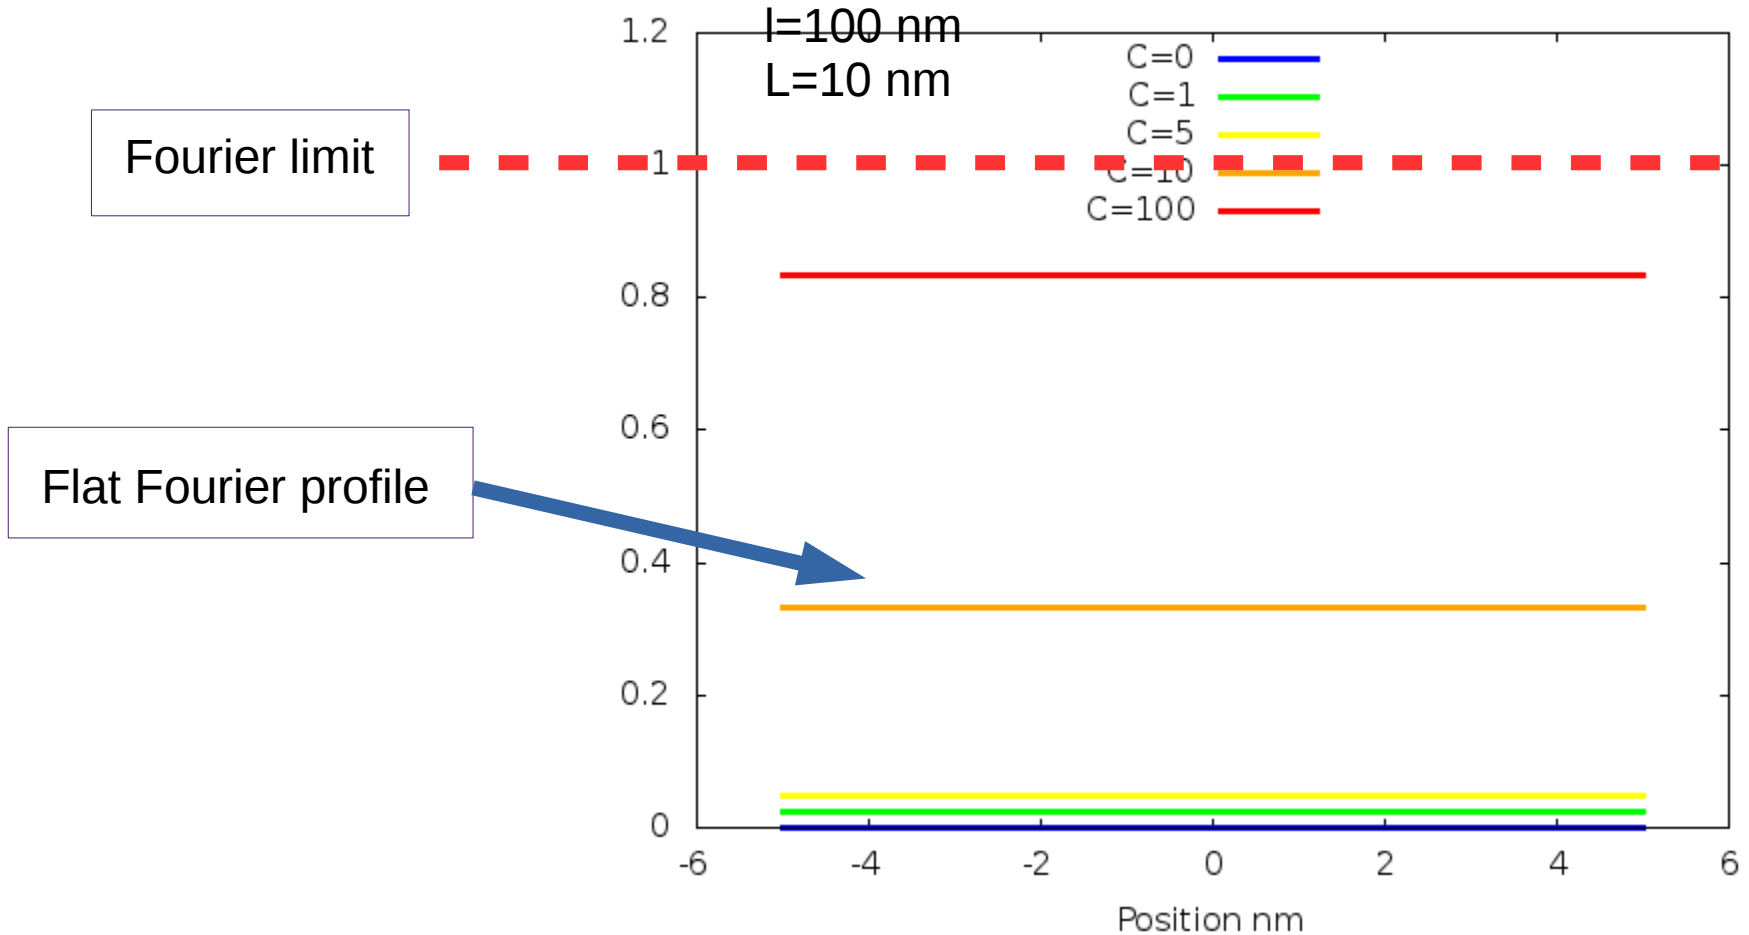 l=100 nm
L=10 nm
Fourier limit
Flat Fourier profile
1.2
1
0.8
0.6
0.4
0.2
0
C=0
C=1
C=5
C=10
C=100
-6 -4 -2 0 2 4 6
Position nm